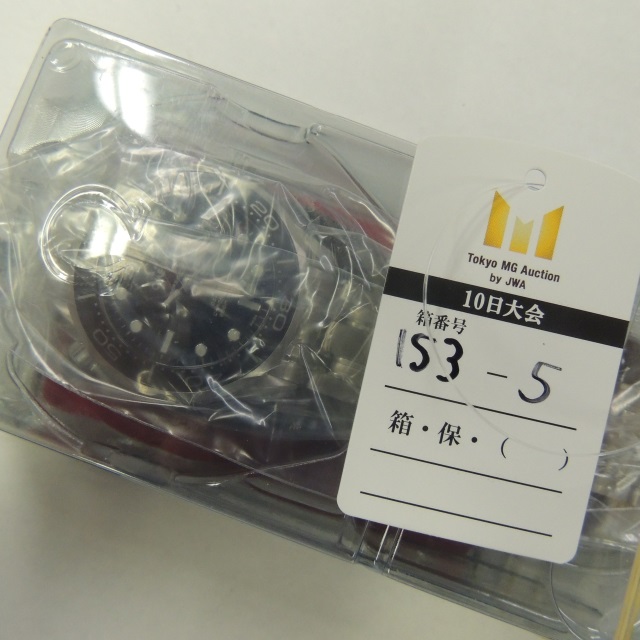 Tokyo MG Auction
by JWA
10日大会
箱番号
153-5
箱・保・（　）